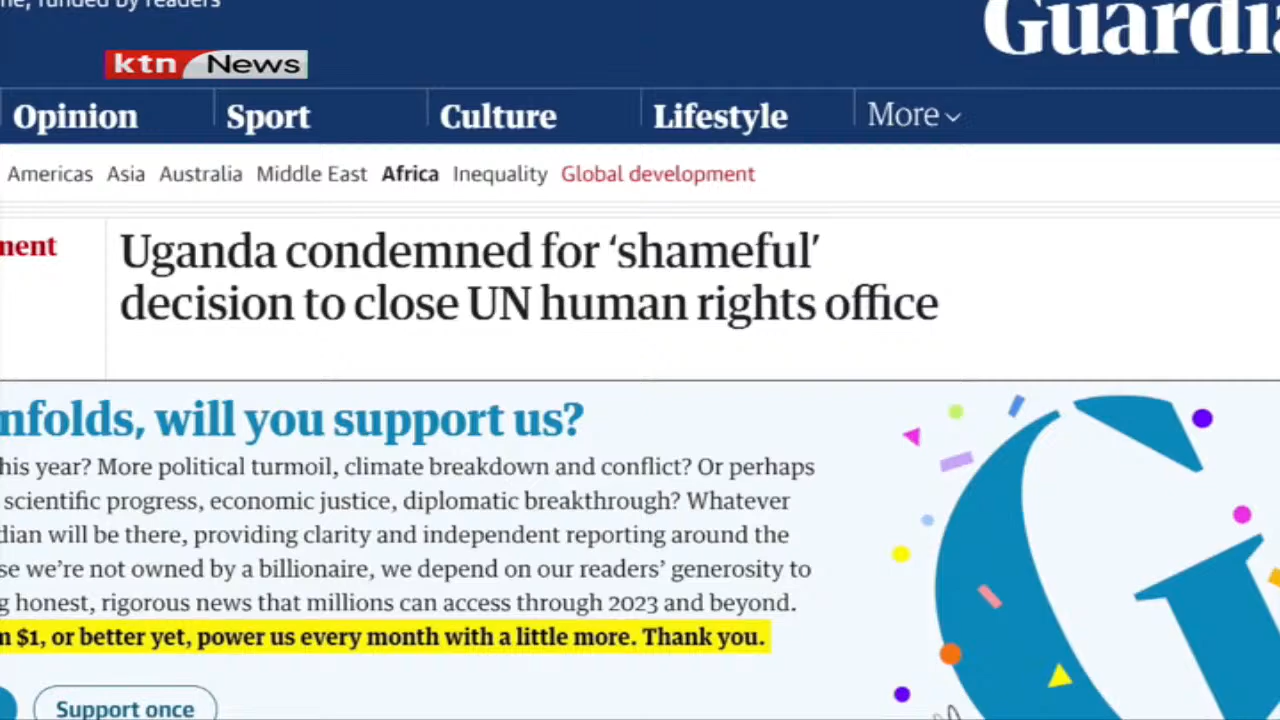 funded by readers
Guardia
ktn News
Opinion Sport Culture Lifestyle More
Americas Asia Australia Middle East Africa Inequality Global development
ment
Uganda condemned for ‘shameful’
decision to close UN human rights office
nfolds, will you support us?
his year? More political turmoil, climate breakdown and conflict? Or perhaps
scientific progress, economic justice, diplomatic breakthrough? Whatever
dian will be there, providing clarity and independent reporting around the
se we’re not owned by a billionaire, we depend on our readers’ generosity to
g honest, rigorous news that millions can access through 2023 and beyond.
m $1, or better yet, power us every month with a little more. Thank you.
Support once